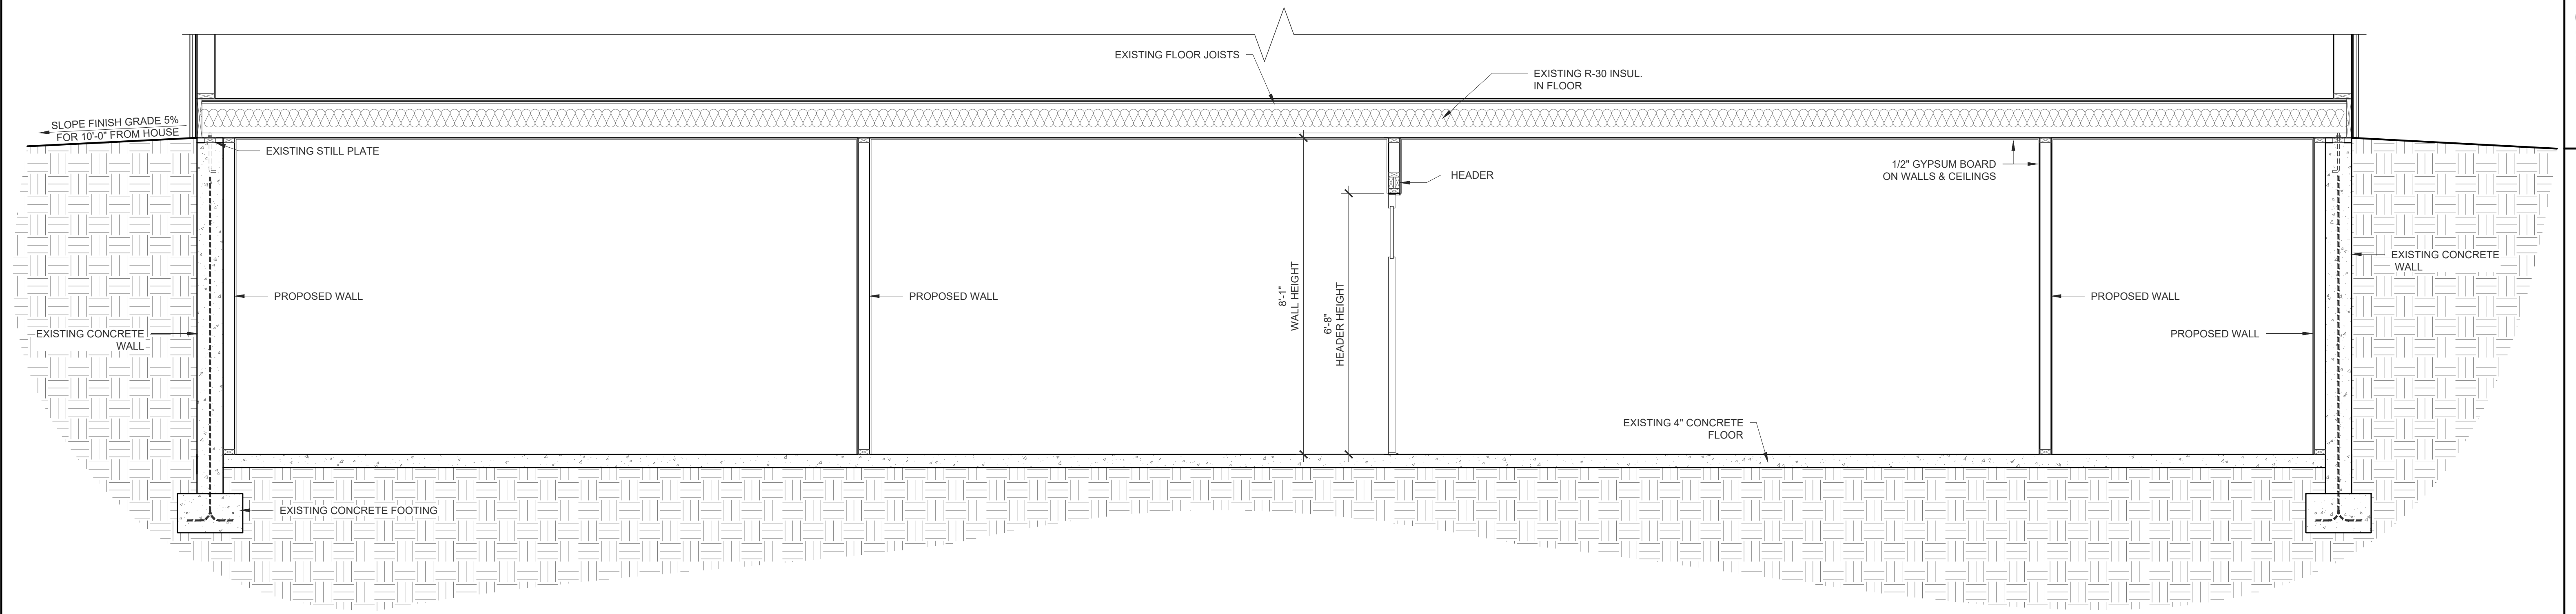 EXISTING FLOOR JOISTS
EXISTING R-30 INSUL.
IN FLOOR
SLOPE FINISH GRADE 5%
FOR 10'-0" FROM HOUSE
EXISTING STILL PLATE
1/2" GYPSUM BOARD
ON WALLS & CEILINGS
HEADER
EXISTING CONCRETE
WALL
PROPOSED WALL
PROPOSED WALL
8'-1"
WALL HEIGHT
6'-8"
HEADER HEIGHT
PROPOSED WALL
EXISTING CONCRETE
WALL
PROPOSED WALL
EXISTING 4" CONCRETE
FLOOR
EXISTING CONCRETE FOOTING